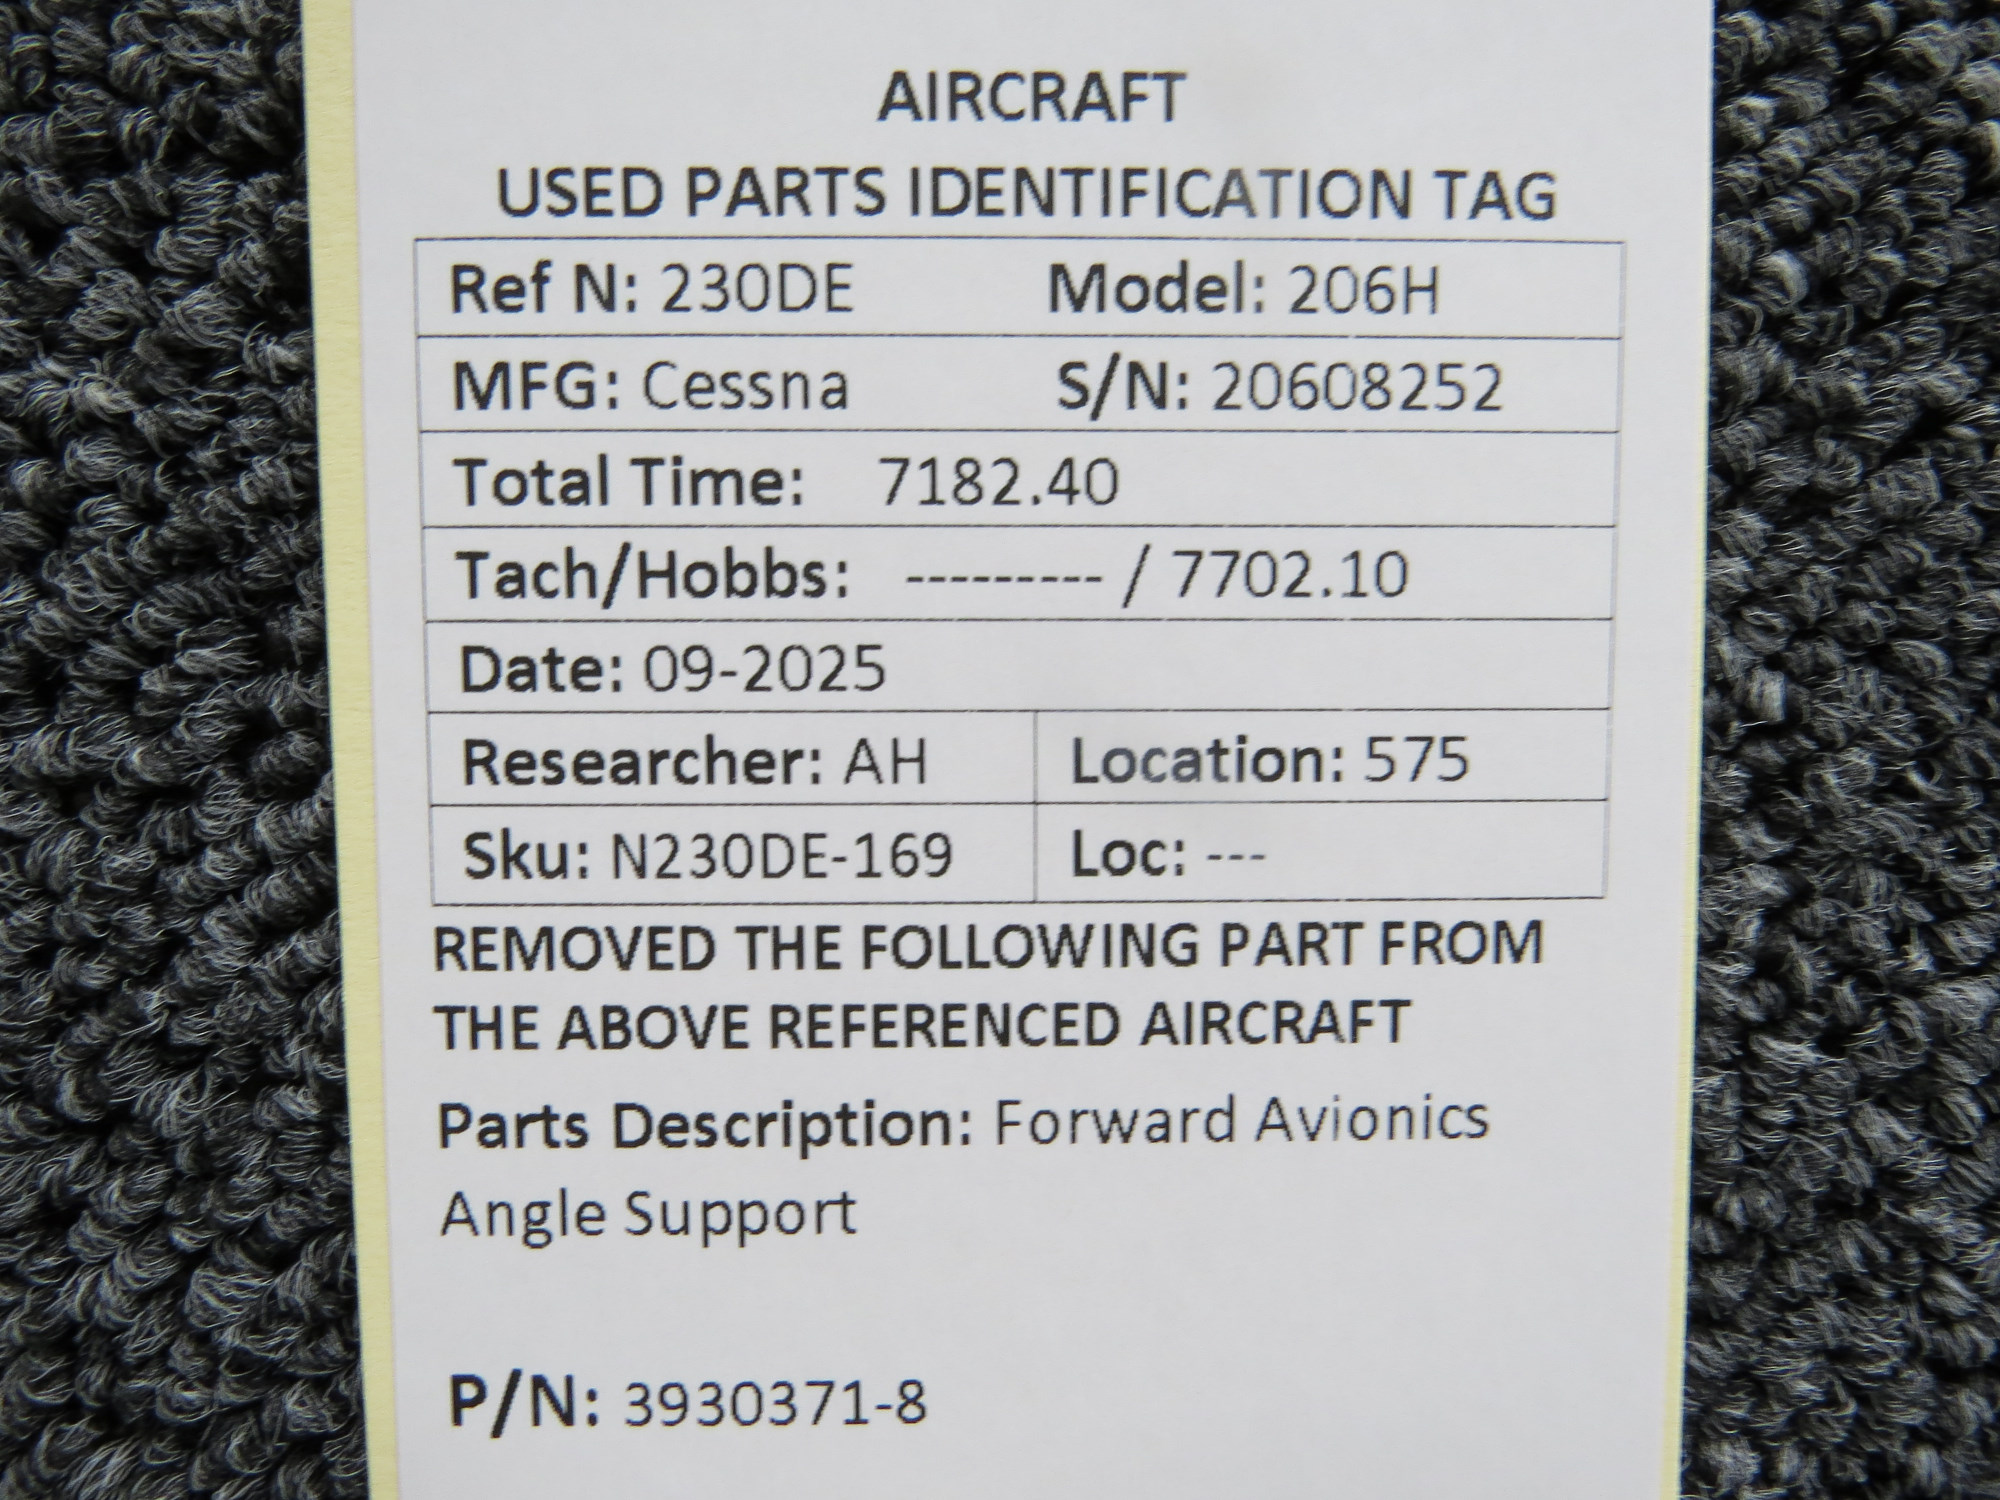 AIRCRAFT
USED PARTS IDENTIFICATION TAG
Ref N: 230DE Model: 206H
MFG: Cessna S/N: 20608252
Total Time: 7182.40
Tach/Hobbs: --------- / 7702.10
Date: 09-2025
Researcher: AH Location: 575
Sku: N230DE-169 Loc: ---
REMOVED THE FOLLOWING PART FROM
THE ABOVE REFERENCED AIRCRAFT
Parts Description: Forward Avionics
Angle Support
P/N: 3930371-8